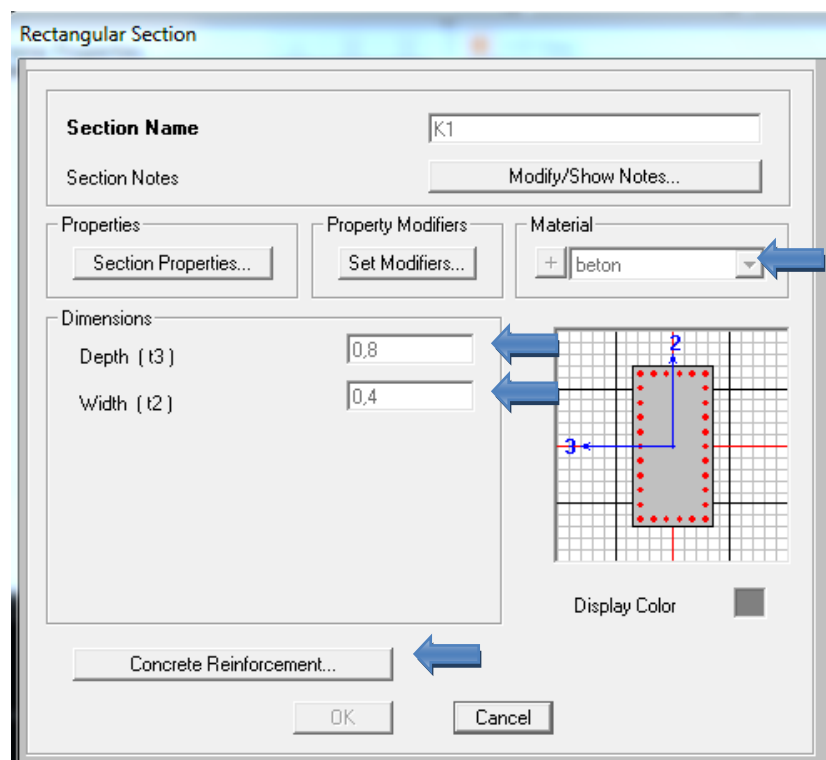 Rectangular Section
Section Name
K1
Section Notes
Modify/Show Notes...
Properties
Section Properties...
Property Modifiers
Set Modifiers...
Material
+
beton
Dimensions
Depth ( t3 )
0,8
Width ( t2 )
0,4
2
3
Display Color
Concrete Reinforcement...
OK
Cancel